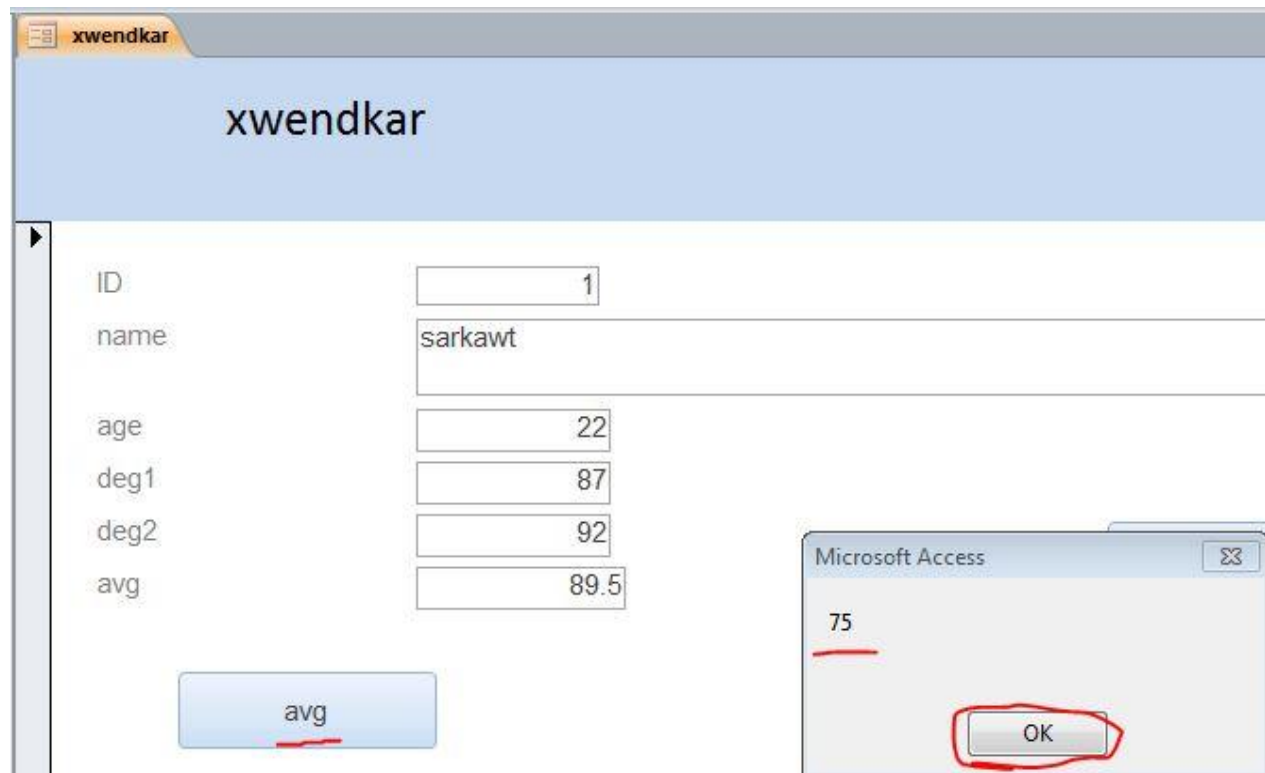 xwendkar
xwendkar
ID 1
name sarkawt
age 22
deg1 87
deg2 92
avg 89.5
Microsoft Access
75
avg
OK